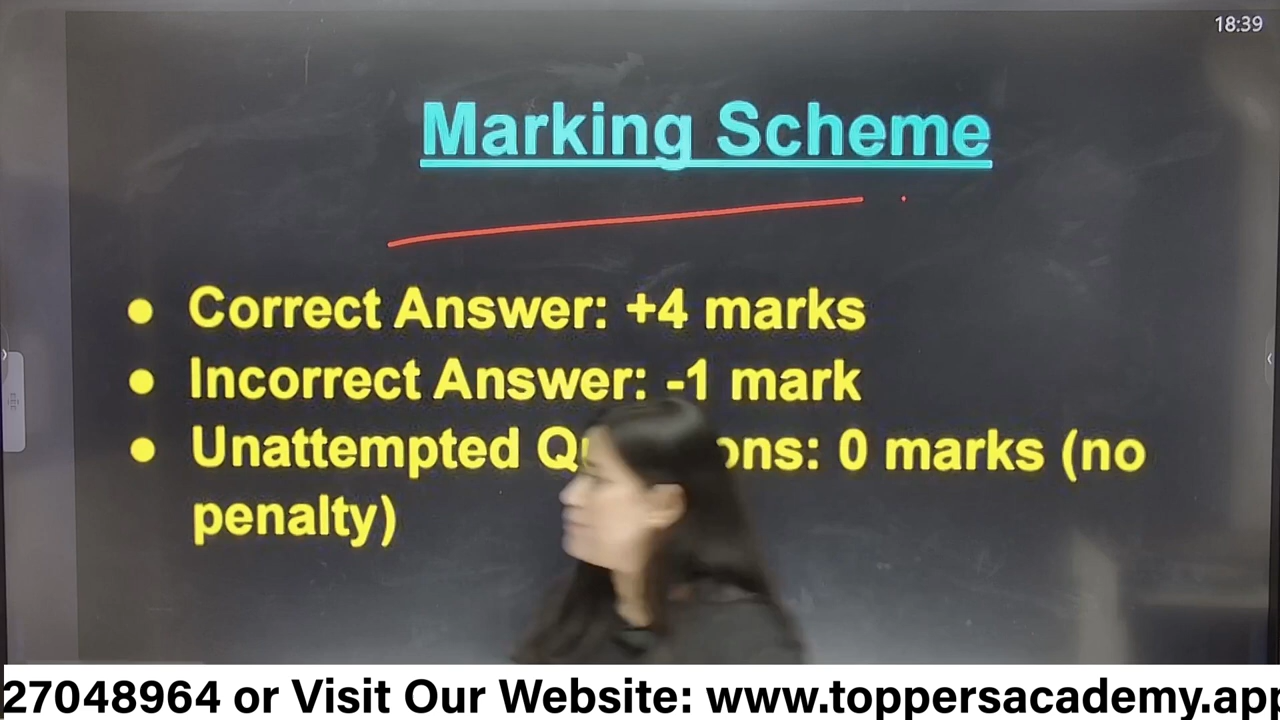 18:39
Marking Scheme
● Correct Answer: +4 marks
● Incorrect Answer: -1 mark
● Unattempted Qu ons: 0 marks (no
penalty)
27048964 or Visit Our Website: www.toppersacademy.app